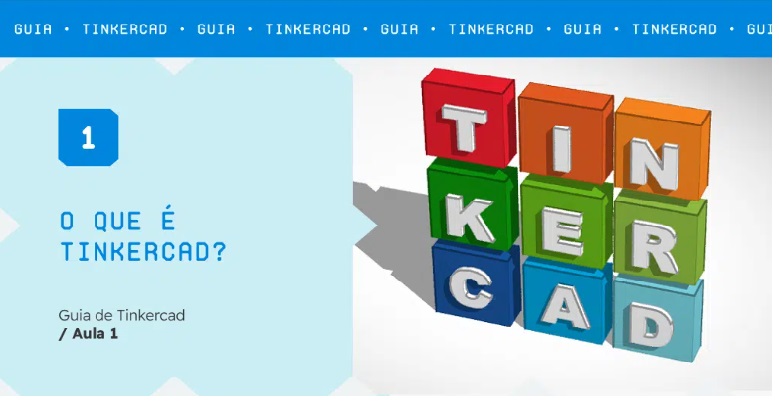 GUIA • TINKERCAD • GUIA • TINKERCAD • GUIA • TINKERCAD • GUIA • TINKERCAD • GUI
1
O QUE É
TINKERCAD?
Guia de Tinkercad
/ Aula 1
TIN
KER
CAD